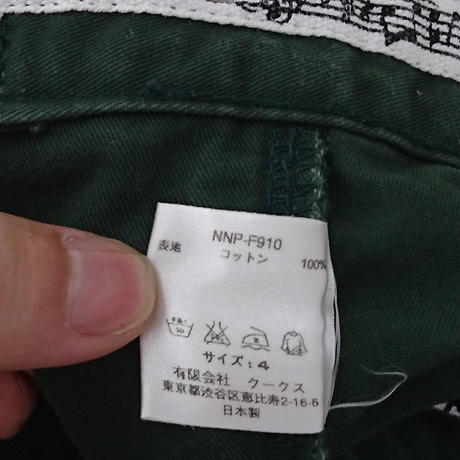 NNP-F910
表地 コットン 100%
サイズ:4
有限会社 クークス
東京都渋谷区恵比寿2-16-5
日本製